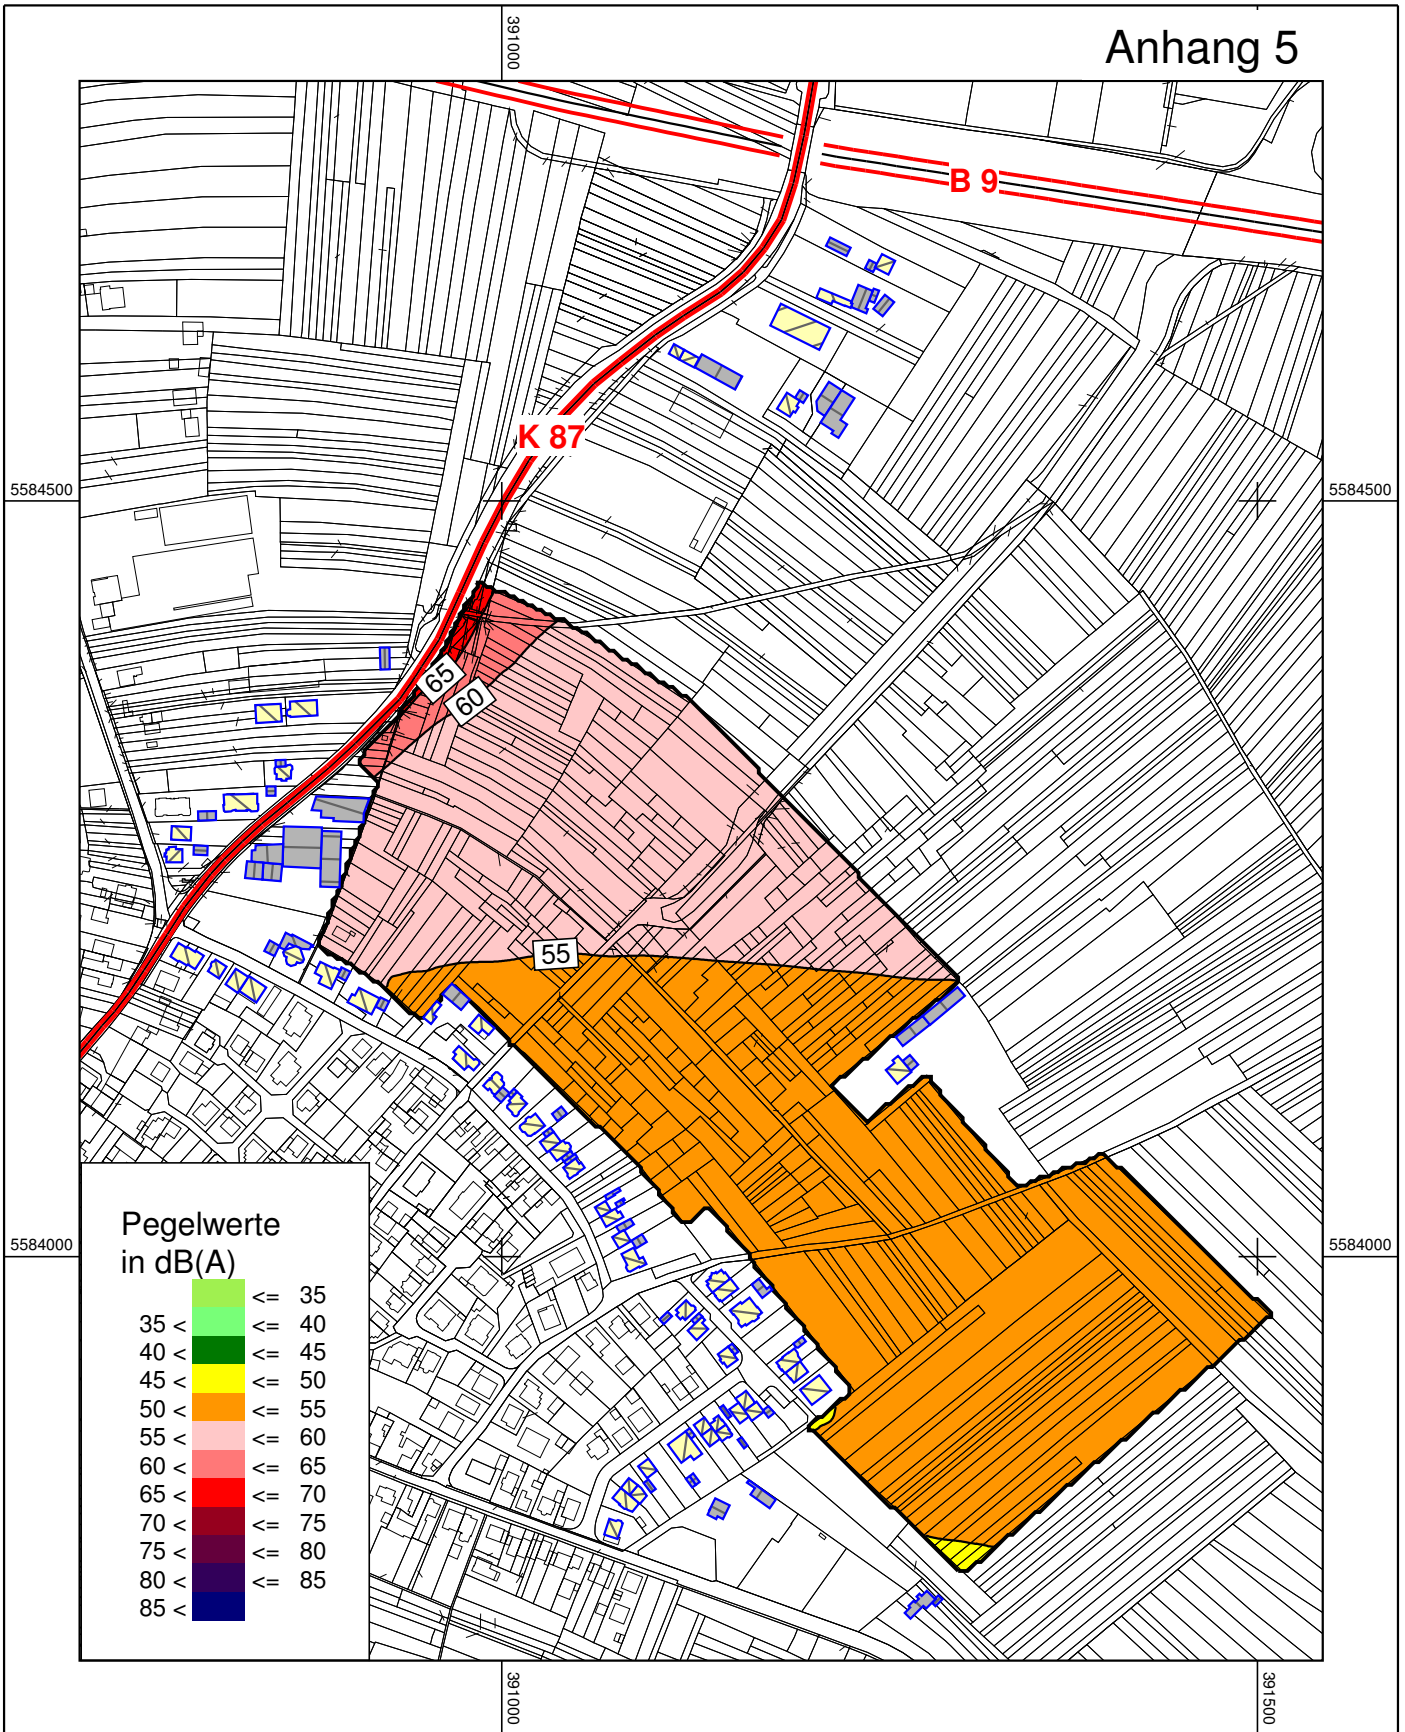 391000
Anhang 5
B 9
K 87
5584500
5584500
65
60
55
5584000
5584000
Pegelwerte
in dB(A)
<= 35
35 < <= 40
40 < <= 45
45 < <= 50
50 < <= 55
55 < <= 60
60 < <= 65
65 < <= 70
70 < <= 75
75 < <= 80
80 < <= 85
85 <
391000
391500